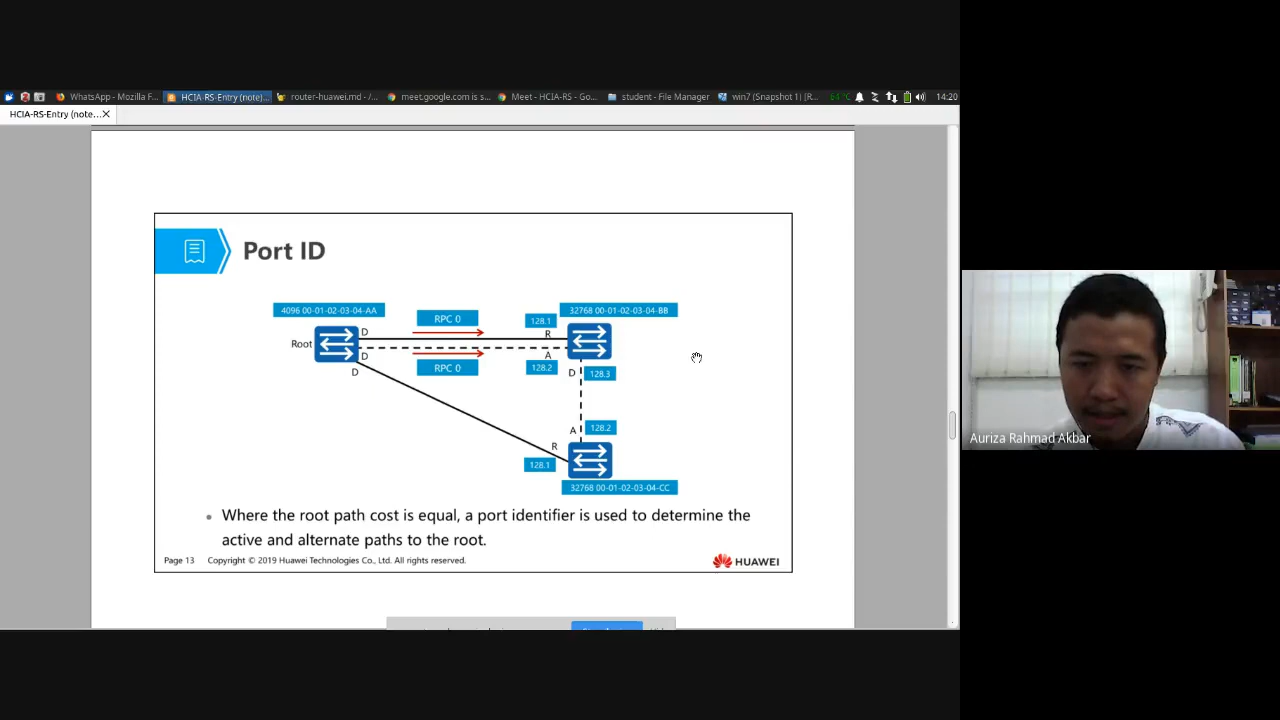 WhatsApp - Mozilla F...
HCIA-RS-Entry (note)...
router-huawei.md - /...
meet.google.com is s...
Meet - HCIA-RS - Go...
student - File Manager
win7 (Snapshot 1) [R...
64 °C
14:20
HCIA-RS-Entry (note...
Port ID
4096 00-01-02-03-04-AA
RPC 0
128.1
32768 00-01-02-03-04-BB
Root
D
R
D
A
D
RPC 0
128.2
D
128.3
A
128.2
R
128.1
32768 00-01-02-03-04-CC
Where the root path cost is equal, a port identifier is used to determine the
active and alternate paths to the root.
Page 13
Copyright © 2019 Huawei Technologies Co., Ltd. All rights reserved.
HUAWEI
Auriza Rahmad Akbar